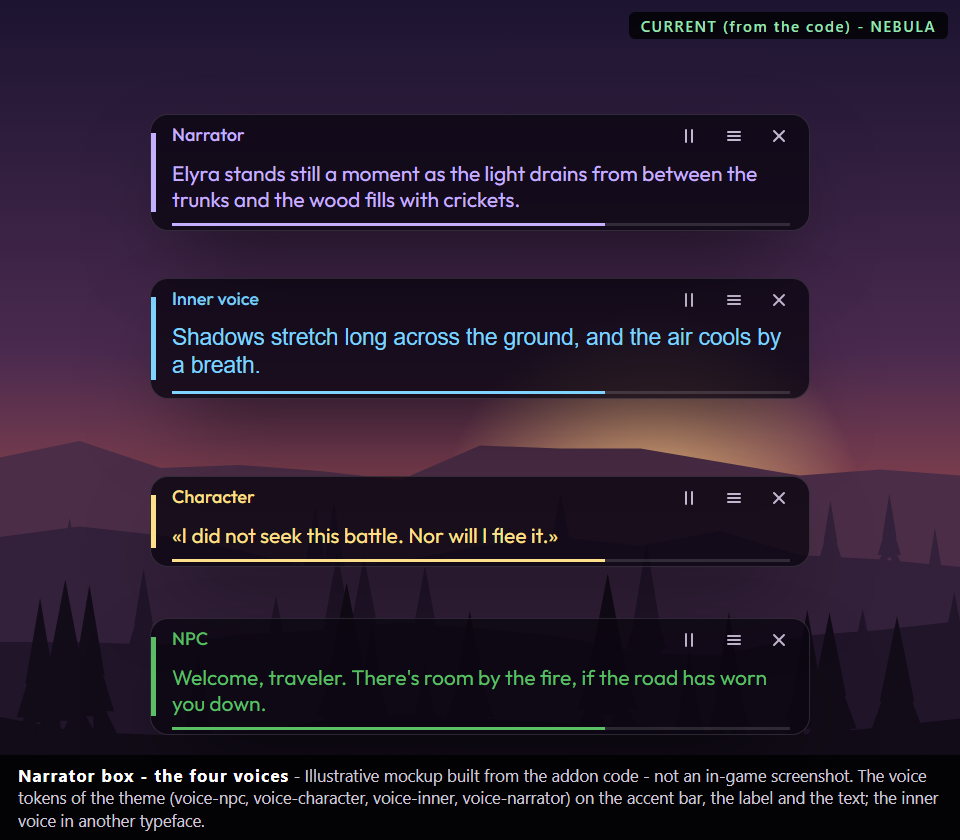 CURRENT (from the code) - NEBULA
Narrator
Elyra stands still a moment as the light drains from between the
trunks and the wood fills with crickets.
Inner voice
Shadows stretch long across the ground, and the air cools by
a breath.
Character
«I did not seek this battle. Nor will I flee it.»
NPC
Welcome, traveler. There's room by the fire, if the road has worn
you down.
Narrator box - the four voices - Illustrative mockup built from the addon code - not an in-game screenshot. The voice
tokens of the theme (voice-npc, voice-character, voice-inner, voice-narrator) on the accent bar, the label and the text; the inner
voice in another typeface.